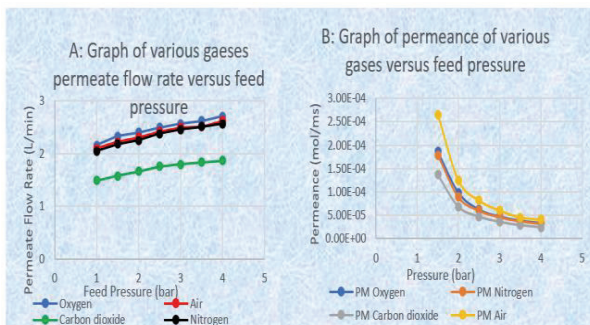 A: Graph of various gaeses
permeate flow rate versus feed
pressure
Permeate Flow Rate (L/min)
3
2
1
0
0 1 2 3 4 5
Feed Pressure (bar)
Oxygen Air
Carbon dioxide Nitrogen
B: Graph of permeance of various
gases versus feed pressure
Permeance (mol/ms)
3.00E-04
2.50E-04
2.00E-04
1.50E-04
1.00E-04
5.00E-05
0.00E+00
0 1 2 3 4 5
Pressure (bar)
PM Oxygen PM Nitrogen
PM Carbon dioxide PM Air